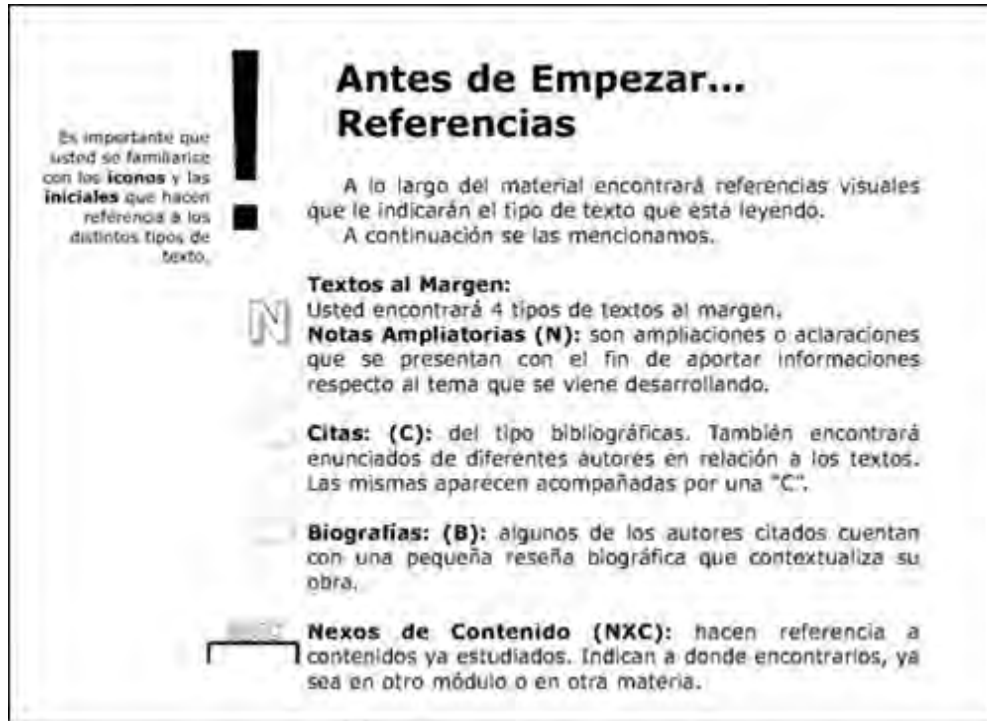 Antes de Empezar...
Referencias
Es importante que
usted se familiarice
con los iconos y las
iniciales que hacen
referencia a los
distintos tipos de
texto.
A lo largo del material encontrará referencias visuales
que le indicarán el tipo de texto que esta leyendo.
A continuación se las mencionamos.
Textos al Margen:
Usted encontrará 4 tipos de textos al margen.
N
Notas Ampliatorias (N): son ampliaciones o aclaraciones
que se presentan con el fin de aportar informaciones
respecto al tema que se viene desarrollando.
Citas: (C): del tipo bibliográficas. También encontrará
enunciados de diferentes autores en relación a los textos.
Las mismas aparecen acompañadas por una "C".
Biografías: (B): algunos de los autores citados cuentan
con una pequeña reseña biográfica que contextualiza su
obra.
Nexos de Contenido (NXC): hacen referencia a
contenidos ya estudiados. Indican a donde encontrarlos, ya
sea en otro módulo o en otra materia.